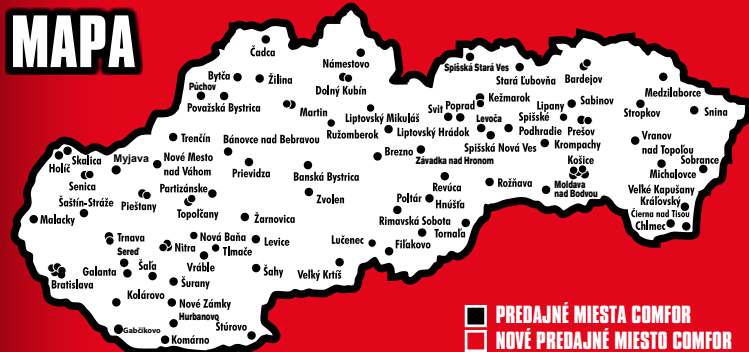 MAPA
Čadca
Námestovo
Spišská Stará Ves
Stará Ľubovňa
Bardejov
Bytča
Žilina
Dolný Kubín
Medzilaborce
Púchov
Považská Bystrica
Martin
Liptovský Mikuláš
Svit
Poprad
Kežmarok
Lipany
Sabinov
Stropkov
Snina
Ružomberok
Liptovský Hrádok
Levoča
Spišské
Podhradie
Prešov
Trenčín
Bánovce nad Bebravou
Brezno
Spišská Nová Ves
Krompachy
Vranov
nad Topoľou
Skalica
Holíč
Myjava
Nové Mesto
nad Váhom
Prievidza
Banská Bystrica
Závadka nad Hronom
Košice
Michalovce
Sobrance
Senica
Partizánske
Zvolen
Revúca
Rožňava
Moldava
nad Bodvou
Veľké Kapušany
Šaštín-Stráže
Piešťany
Topoľčany
Poltár
Hnúšťa
Kráľovský
Čierna nad Tisou
Chlmec
Malacky
Žarnovica
Rimavská Sobota
Tornaľa
Trnava
Sereď
Nitra
Nová Baňa
Tlmače
Levice
Lučenec
Fiľakovo
Galanta
Šaľa
Vráble
Šahy
Veľký Krtíš
Bratislava
Šurany
Kolárovo
Nové Zámky
Hurbanovo
Gabčíkovo
Komárno
Štúrovo
PREDAJNÉ MIESTA COMFOR
NOVÉ PREDAJNÉ MIESTO COMFOR